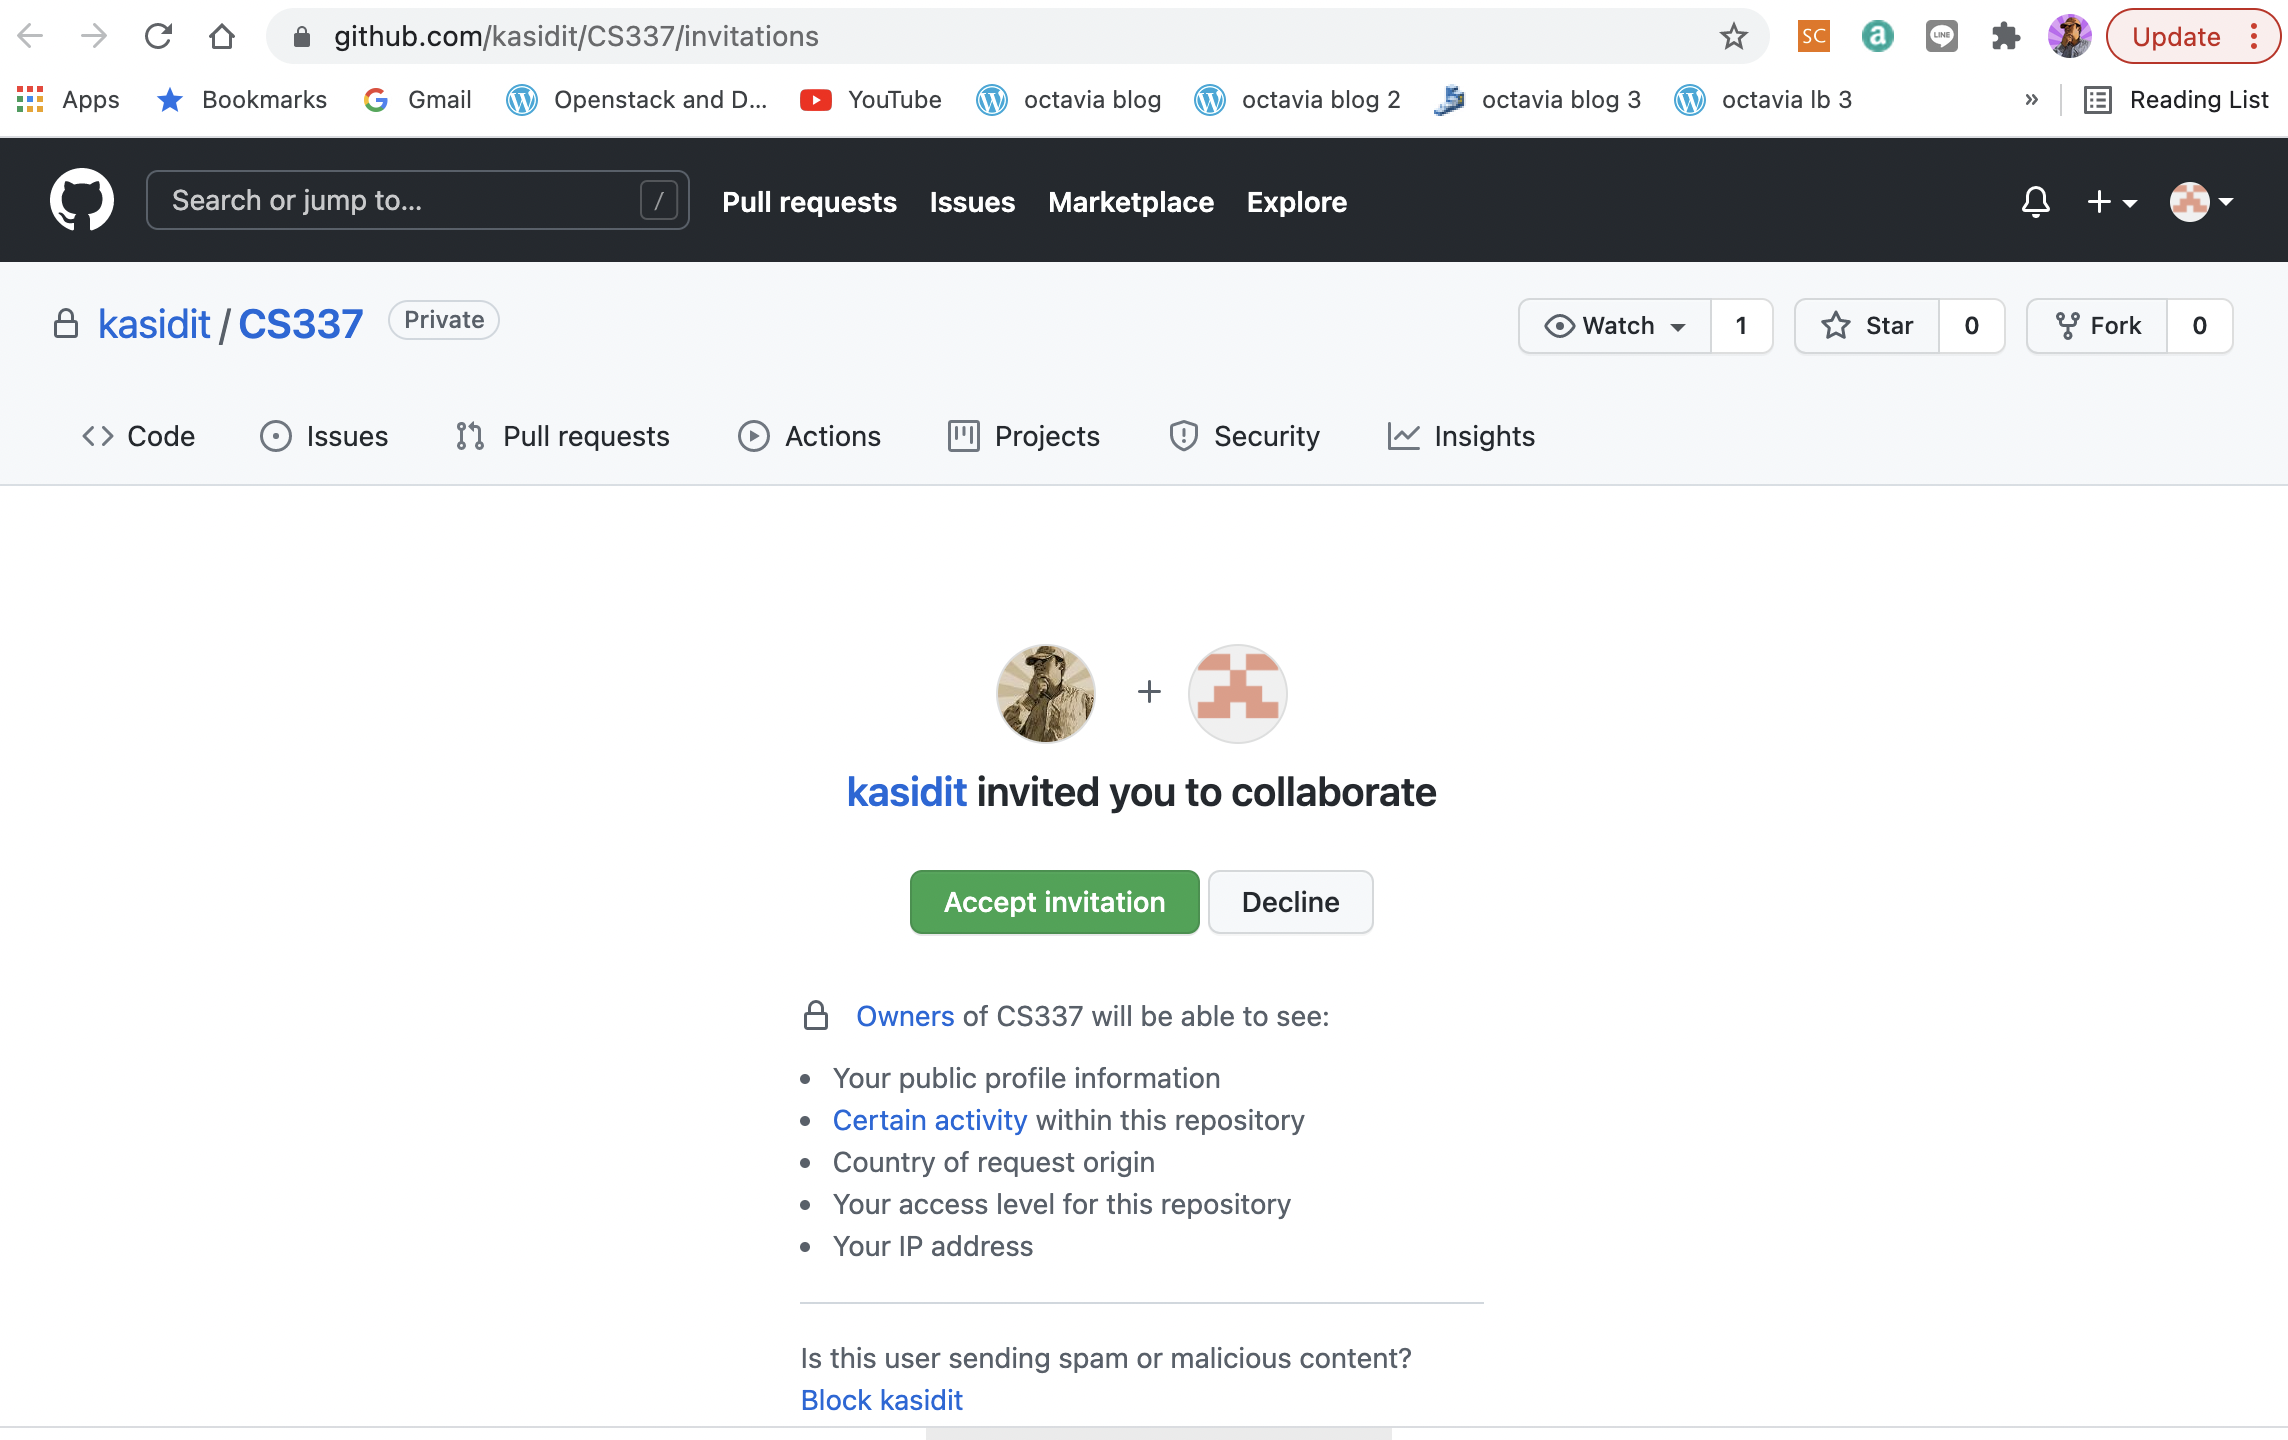 github.com/kasidit/CS337/invitations
SC
a
LINE
Update
Apps
Bookmarks
Gmail
Openstack and D...
YouTube
octavia blog
octavia blog 2
octavia blog 3
octavia lb 3
»
Reading List
Search or jump to...
/
Pull requests
Issues
Marketplace
Explore
kasidit / CS337
Private
Watch
1
Star
0
Fork
0
Code
Issues
Pull requests
Actions
Projects
Security
Insights
+
kasidit invited you to collaborate
Accept invitation
Decline
Owners of CS337 will be able to see:
• Your public profile information
• Certain activity within this repository
• Country of request origin
• Your access level for this repository
• Your IP address
Is this user sending spam or malicious content?
Block kasidit